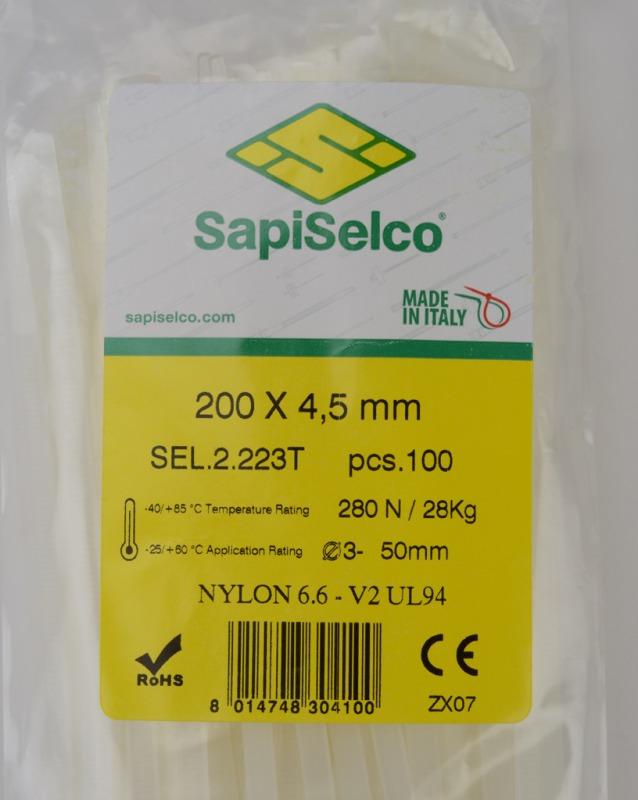 SapiSelco®
sapiselco.com
MADE
IN ITALY
200 X 4,5 mm
SEL.2.223T pcs.100
-40/+85 °C Temperature Rating 280 N / 28Kg
-25/+60 °C Application Rating Ø3- 50mm
NYLON 6.6 - V2 UL94
RoHS
CE
8 014748 304100
ZX07